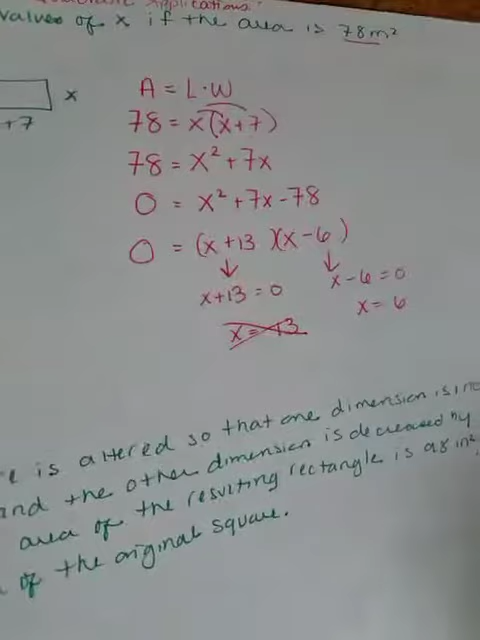 Applications
values of x if the area is 78m²
x
+7
A = L·W
78 = x(x+7)
78 = x² + 7x
0 = x² + 7x - 78
0 = (x + 13)(x - 6)
x + 13 = 0
x - 6 = 0
x = 6
x = -13
is altered so that one dimension is
and the other dimension is decreased by
area of the resulting rectangle is
of the original square.